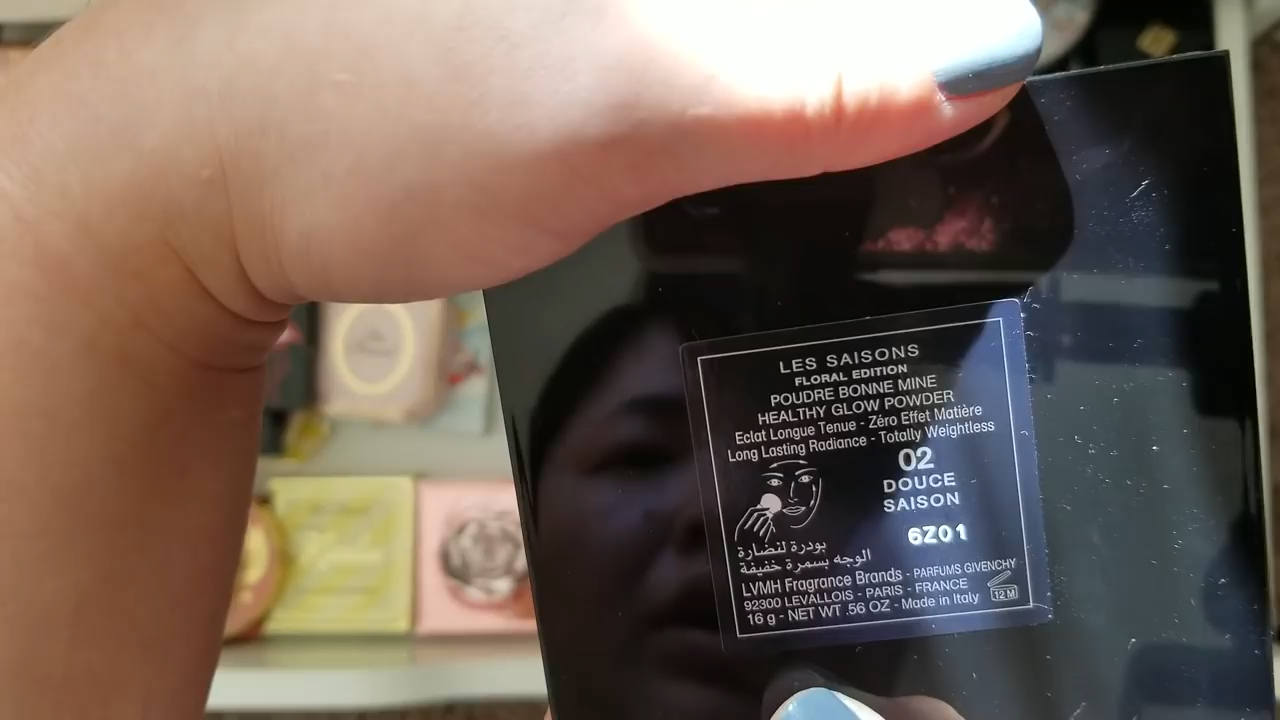 LES SAISONS
FLORAL EDITION
POUDRE BONNE MINE
HEALTHY GLOW POWDER
Eclat Longue Tenue - Zéro Effet Matière
Long Lasting Radiance - Totally Weightless
02
DOUCE
SAISON
6Z01
بودرة لنضارة
الوجه بسمرة خفيفة
LVMH Fragrance Brands - PARFUMS GIVENCHY
92300 LEVALLOIS - PARIS - FRANCE
16 g - NET WT .56 OZ - Made in Italy
12 M